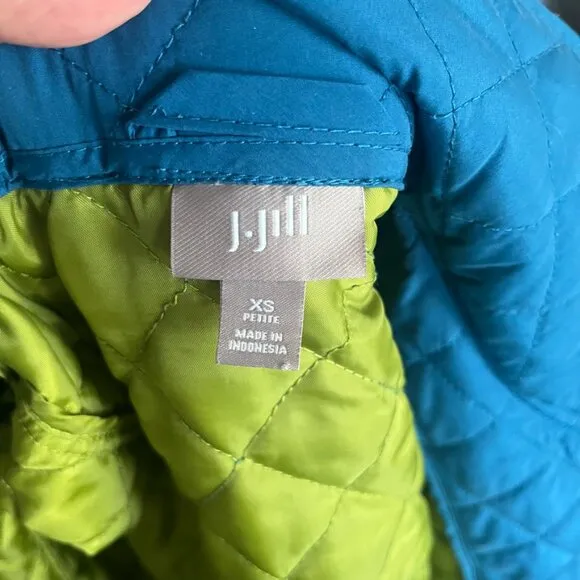 J.Jill
XS
PETITE
MADE IN
INDONESIA